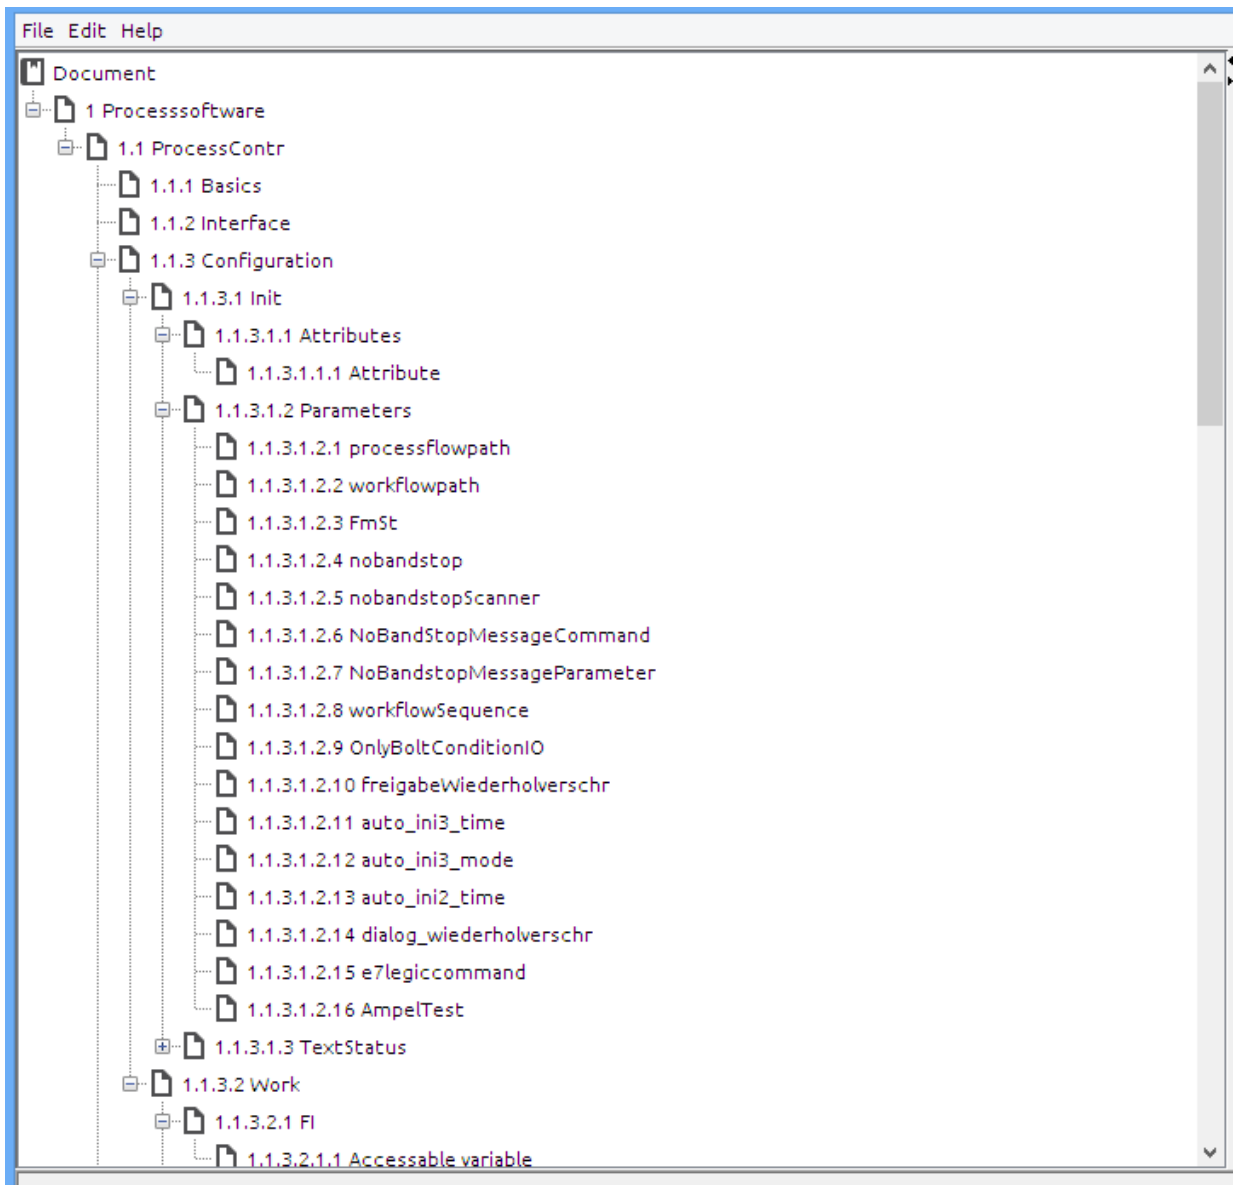 File Edit Help
Document
1 Processsoftware
1.1 ProcessContr
1.1.1 Basics
1.1.2 Interface
1.1.3 Configuration
1.1.3.1 Init
1.1.3.1.1 Attributes
1.1.3.1.1.1 Attribute
1.1.3.1.2 Parameters
1.1.3.1.2.1 processflowpath
1.1.3.1.2.2 workflowpath
1.1.3.1.2.3 FmSt
1.1.3.1.2.4 nobandstop
1.1.3.1.2.5 nobandstopScanner
1.1.3.1.2.6 NoBandStopMessageCommand
1.1.3.1.2.7 NoBandstopMessageParameter
1.1.3.1.2.8 workflowSequence
1.1.3.1.2.9 OnlyBoltConditionIO
1.1.3.1.2.10 freigabeWiederholverschr
1.1.3.1.2.11 auto_ini3_time
1.1.3.1.2.12 auto_ini3_mode
1.1.3.1.2.13 auto_ini2_time
1.1.3.1.2.14 dialog_wiederholverschr
1.1.3.1.2.15 e7legiccommand
1.1.3.1.2.16 AmpelTest
1.1.3.1.3 TextStatus
1.1.3.2 Work
1.1.3.2.1 FI
1.1.3.2.1.1 Accessable variable